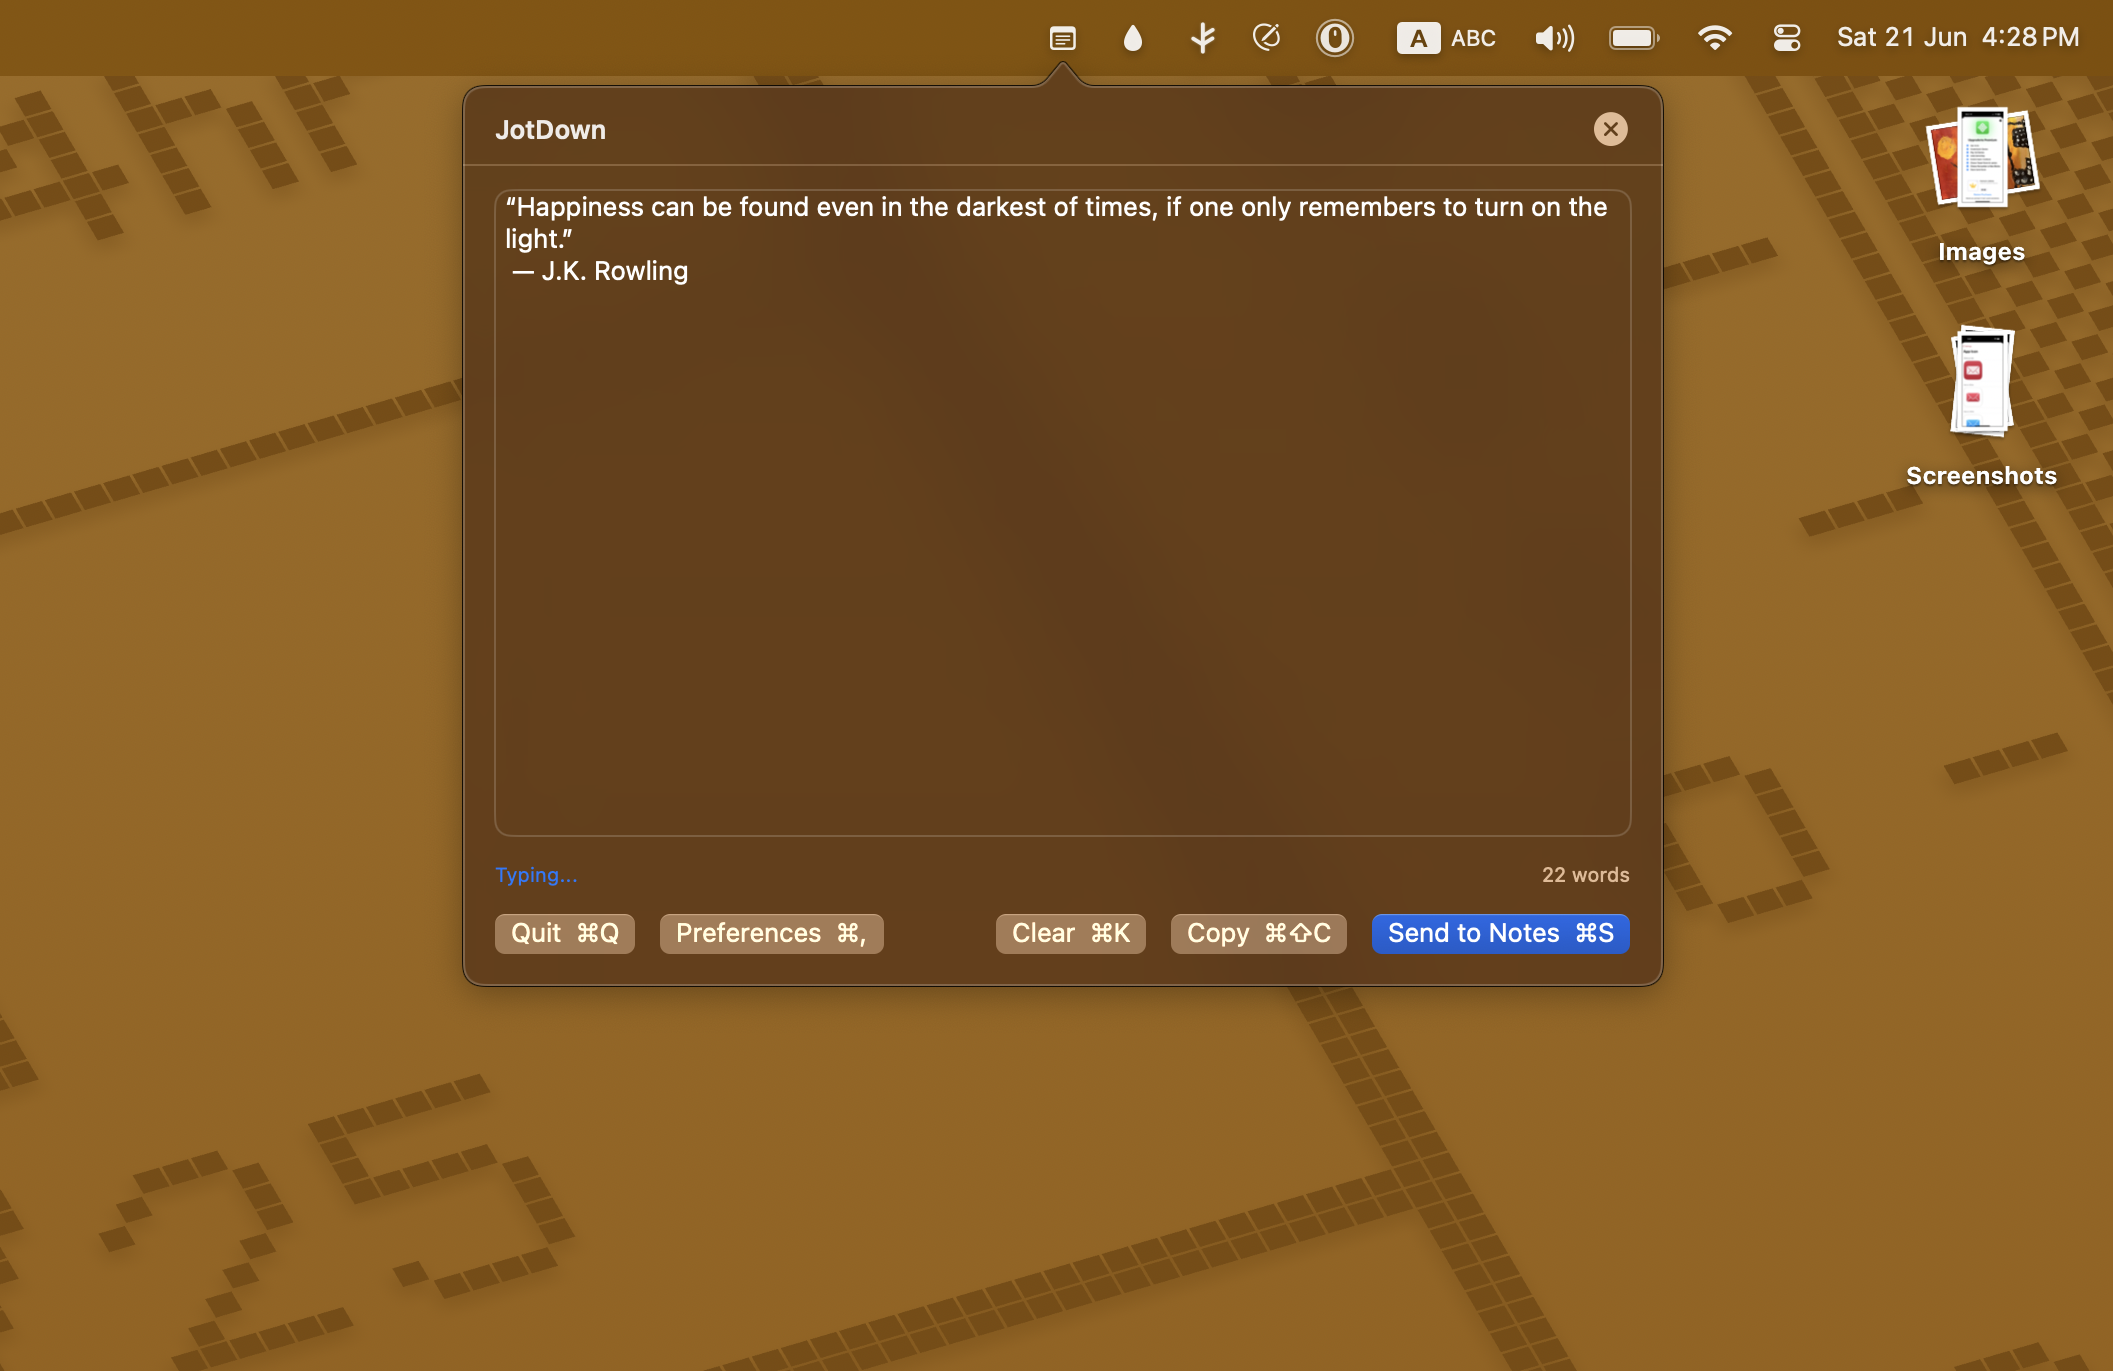 A ABC Sat 21 Jun 4:28 PM
JotDown
“Happiness can be found even in the darkest of times, if one only remembers to turn on the
light.”
— J.K. Rowling
Typing...
22 words
Quit ⌘Q
Preferences ⌘,
Clear ⌘K
Copy ⌘⇧C
Send to Notes ⌘S
Images
Screenshots
25